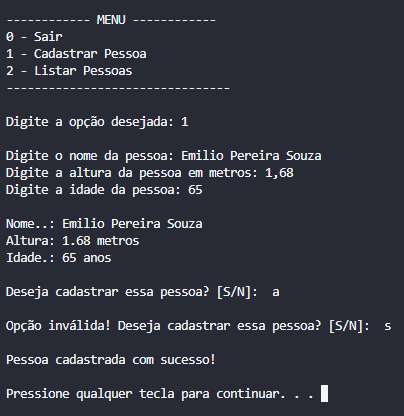 ------------ MENU ------------
0 - Sair
1 - Cadastrar Pessoa
2 - Listar Pessoas
--------------------------------
Digite a opção desejada: 1
Digite o nome da pessoa: Emilio Pereira Souza
Digite a altura da pessoa em metros: 1,68
Digite a idade da pessoa: 65
Nome..: Emilio Pereira Souza
Altura: 1.68 metros
Idade.: 65 anos
Deseja cadastrar essa pessoa? [S/N]:  a
Opção inválida! Deseja cadastrar essa pessoa? [S/N]:  s
Pessoa cadastrada com sucesso!
Pressione qualquer tecla para continuar. . .